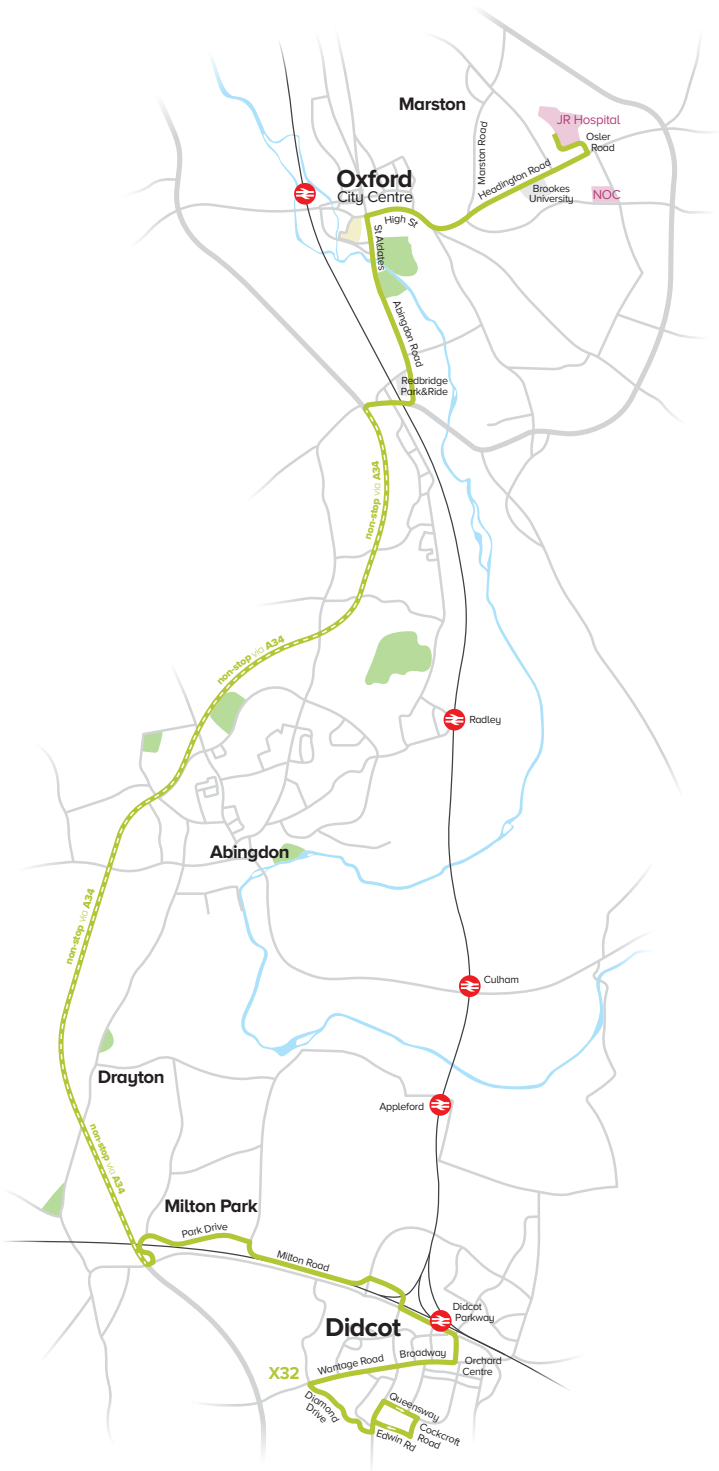 Marston
JR Hospital
Osler
Road
Marston Road
Headington Road
Oxford
City Centre
Brookes
University
NOC
High St
St Aldates
Abingdon Road
Redbridge
Park&Ride
non-stop via A34
non-stop via A34
Radley
Abingdon
non-stop via A34
Culham
Drayton
Appleford
non-stop via A34
Milton Park
Park Drive
Milton Road
Didcot
Parkway
Didcot
Broadway
Orchard
Centre
Wantage Road
X32
Diamond
Drive
Queensway
Cockcroft
Road
Edwin Rd